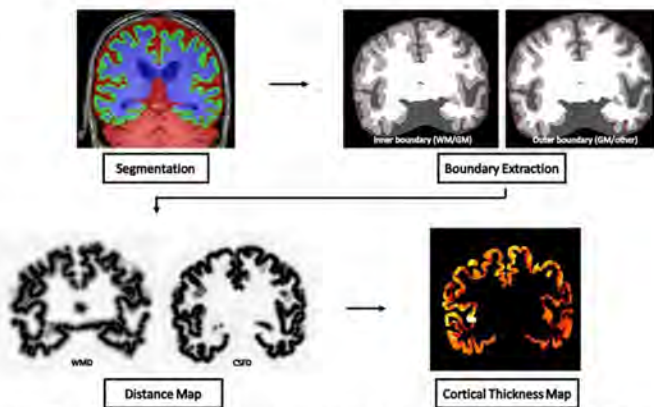 Inner boundary (WM/GM)
Outer boundary (GM/other)
Segmentation
Boundary Extraction
WMD
CSFD
Distance Map
Cortical Thickness Map